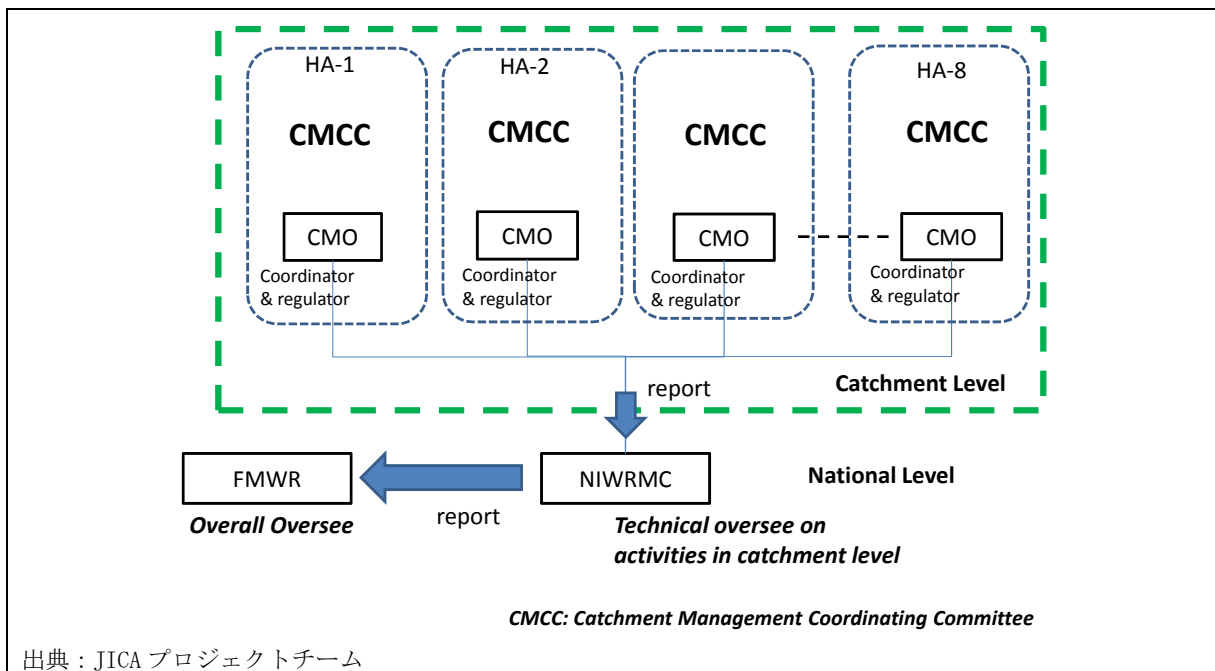 HA-1
HA-2
HA-8
CMCC
CMCC
CMCC
CMCC
CMO
CMO
CMO
CMO
Coordinator
& regulator
Coordinator
& regulator
Coordinator
& regulator
Coordinator
& regulator
report
Catchment Level
FMWR
NIWRMC
National Level
Overall Oversee
report
Technical oversee on
activities in catchment level
CMCC: Catchment Management Coordinating Committee
出典：JICA プロジェクトチーム